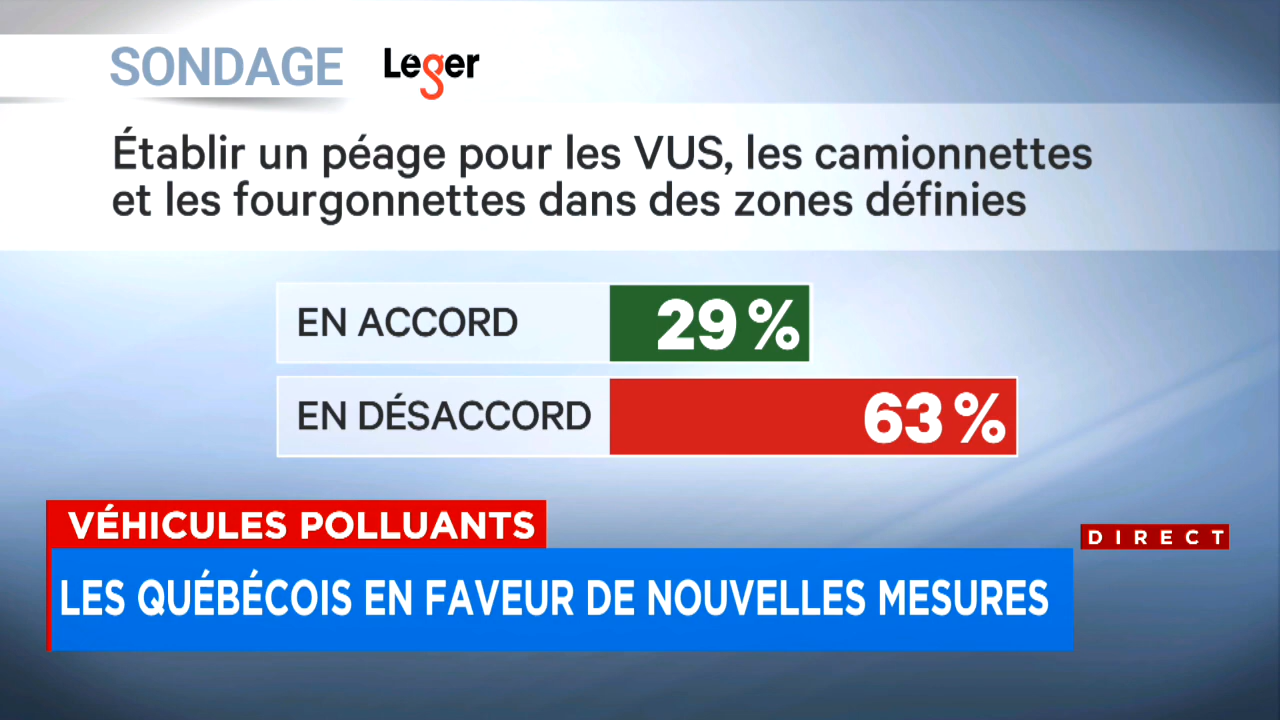 SONDAGE Leger
Établir un péage pour les VUS, les camionnettes
et les fourgonnettes dans des zones définies
EN ACCORD 29 %
EN DÉSACCORD 63 %
VÉHICULES POLLUANTS
DIRECT
LES QUÉBÉCOIS EN FAVEUR DE NOUVELLES MESURES